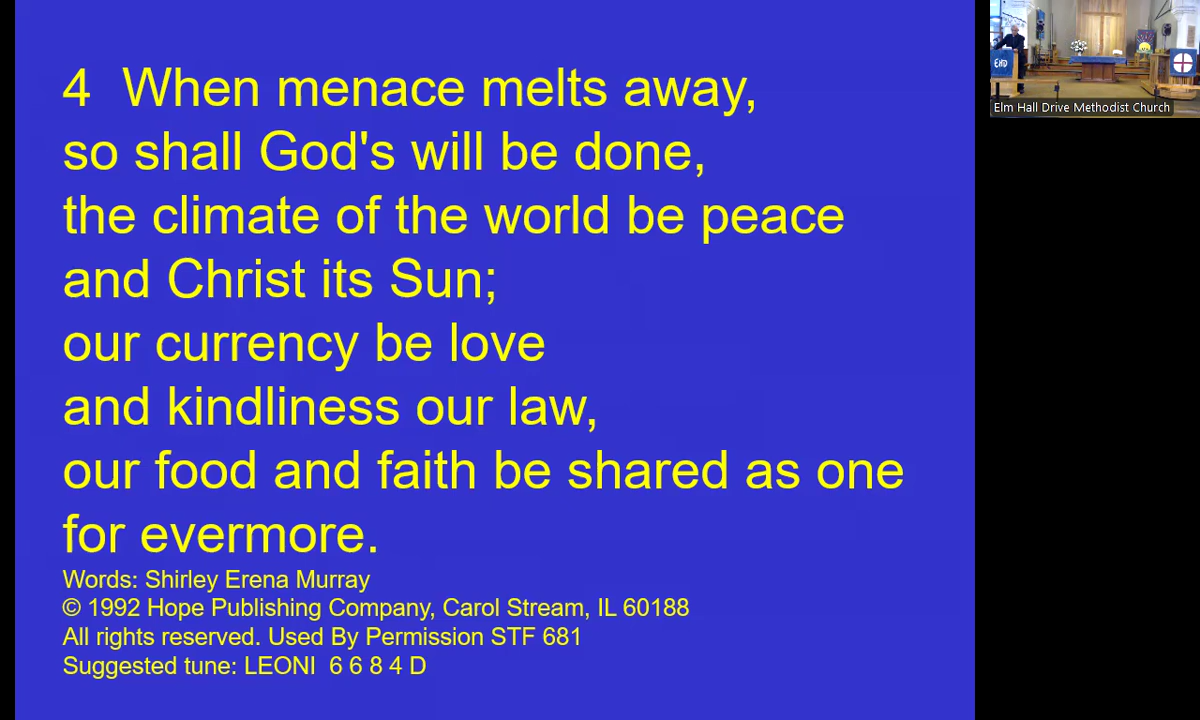 4 When menace melts away,
so shall God's will be done,
the climate of the world be peace
and Christ its Sun;
our currency be love
and kindliness our law,
our food and faith be shared as one
for evermore.
Words: Shirley Erena Murray
© 1992 Hope Publishing Company, Carol Stream, IL 60188
All rights reserved. Used By Permission STF 681
Suggested tune: LEONI 6 6 8 4 D
Elm Hall Drive Methodist Church